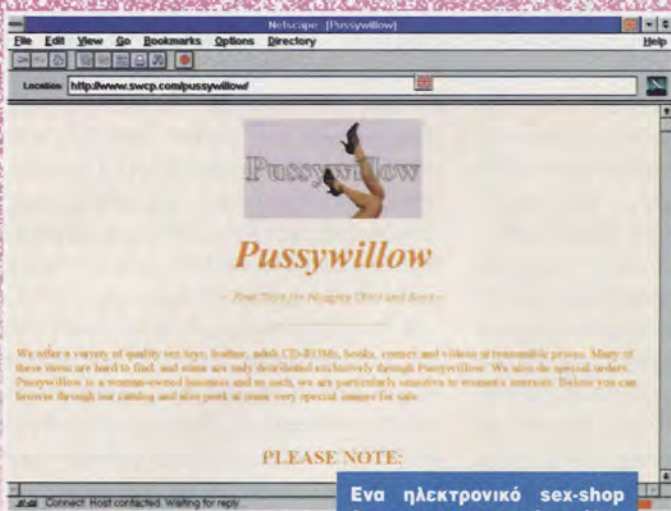 Netscape - [Pussywillow]
File Edit View Go Bookmarks Options Directory Help
Location: http://www.swcp.com/pussywillow/
Pussywillow
Pussywillow
~ Fine Toys for Naughty Girls and Boys ~
We offer a variety of quality sex toys, leather, adult CD-ROMs, books, comics and videos at reasonable prices. Many of
these items are hard to find, and some are only distributed exclusively through Pussywillow. We also do special orders.
Pussywillow is a woman-owned business and as such, we are particularly sensitive to women's interests. Below you can
browse through our catalog and also peek at some very special images for sale.
PLEASE NOTE:
Connect: Host contacted. Waiting for reply...
Ενα ηλεκτρονικό sex-shop